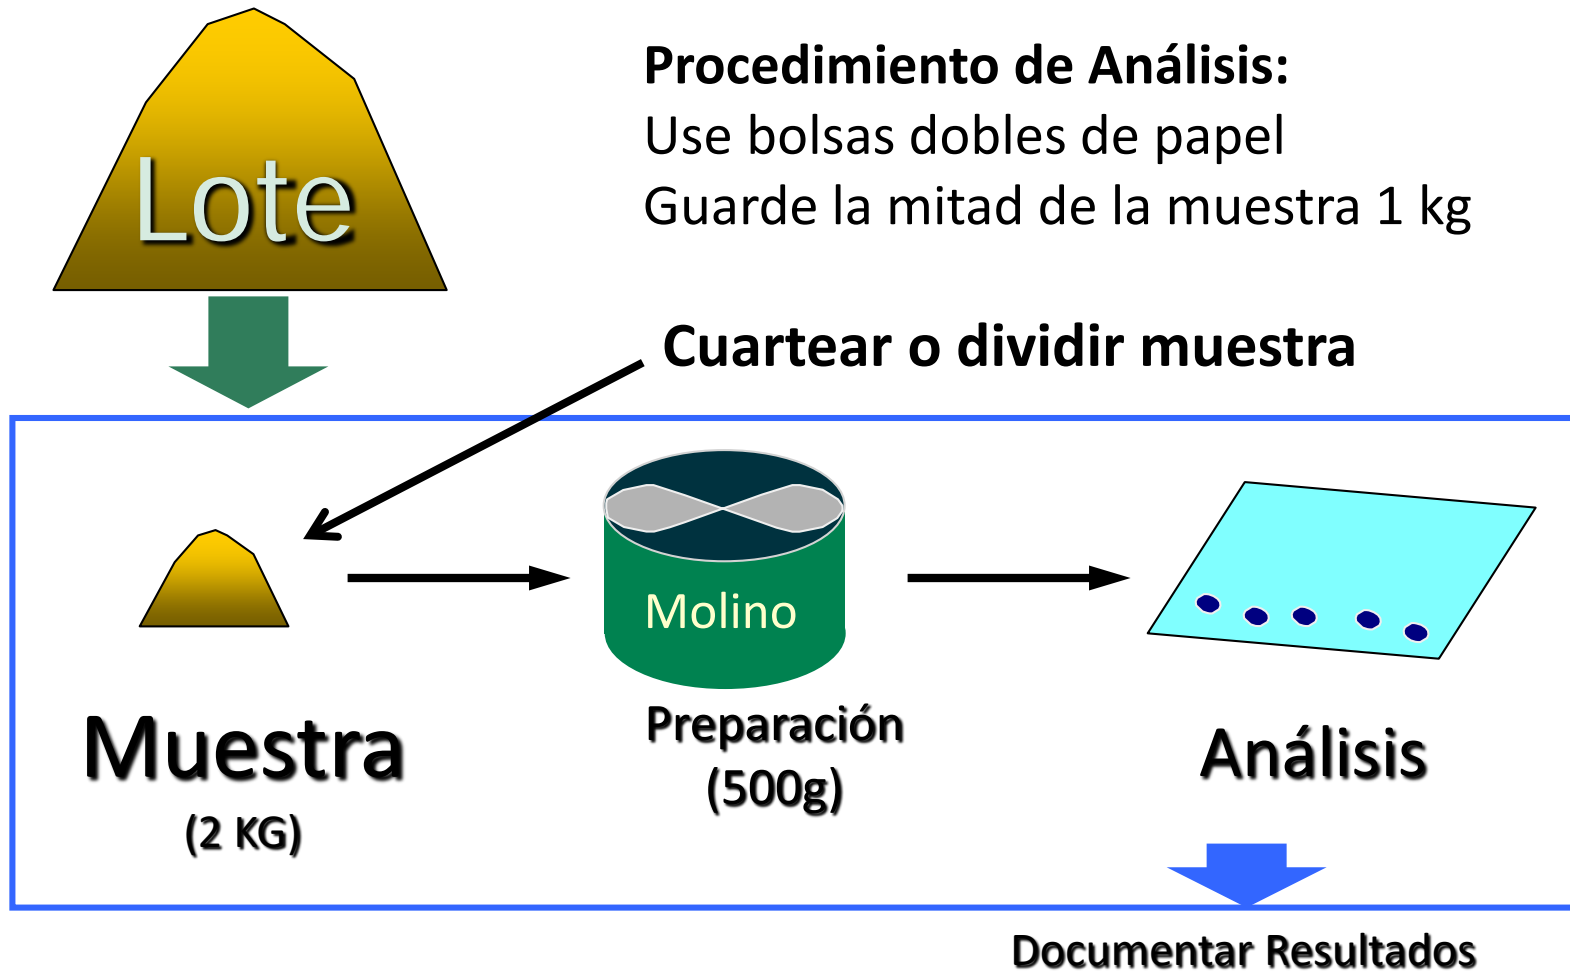 Procedimiento de Análisis:
Use bolsas dobles de papel
Guarde la mitad de la muestra 1 kg
Lote
Cuartear o dividir muestra
Molino
Muestra
(2 KG)
Preparación
(500g)
Análisis
Documentar Resultados